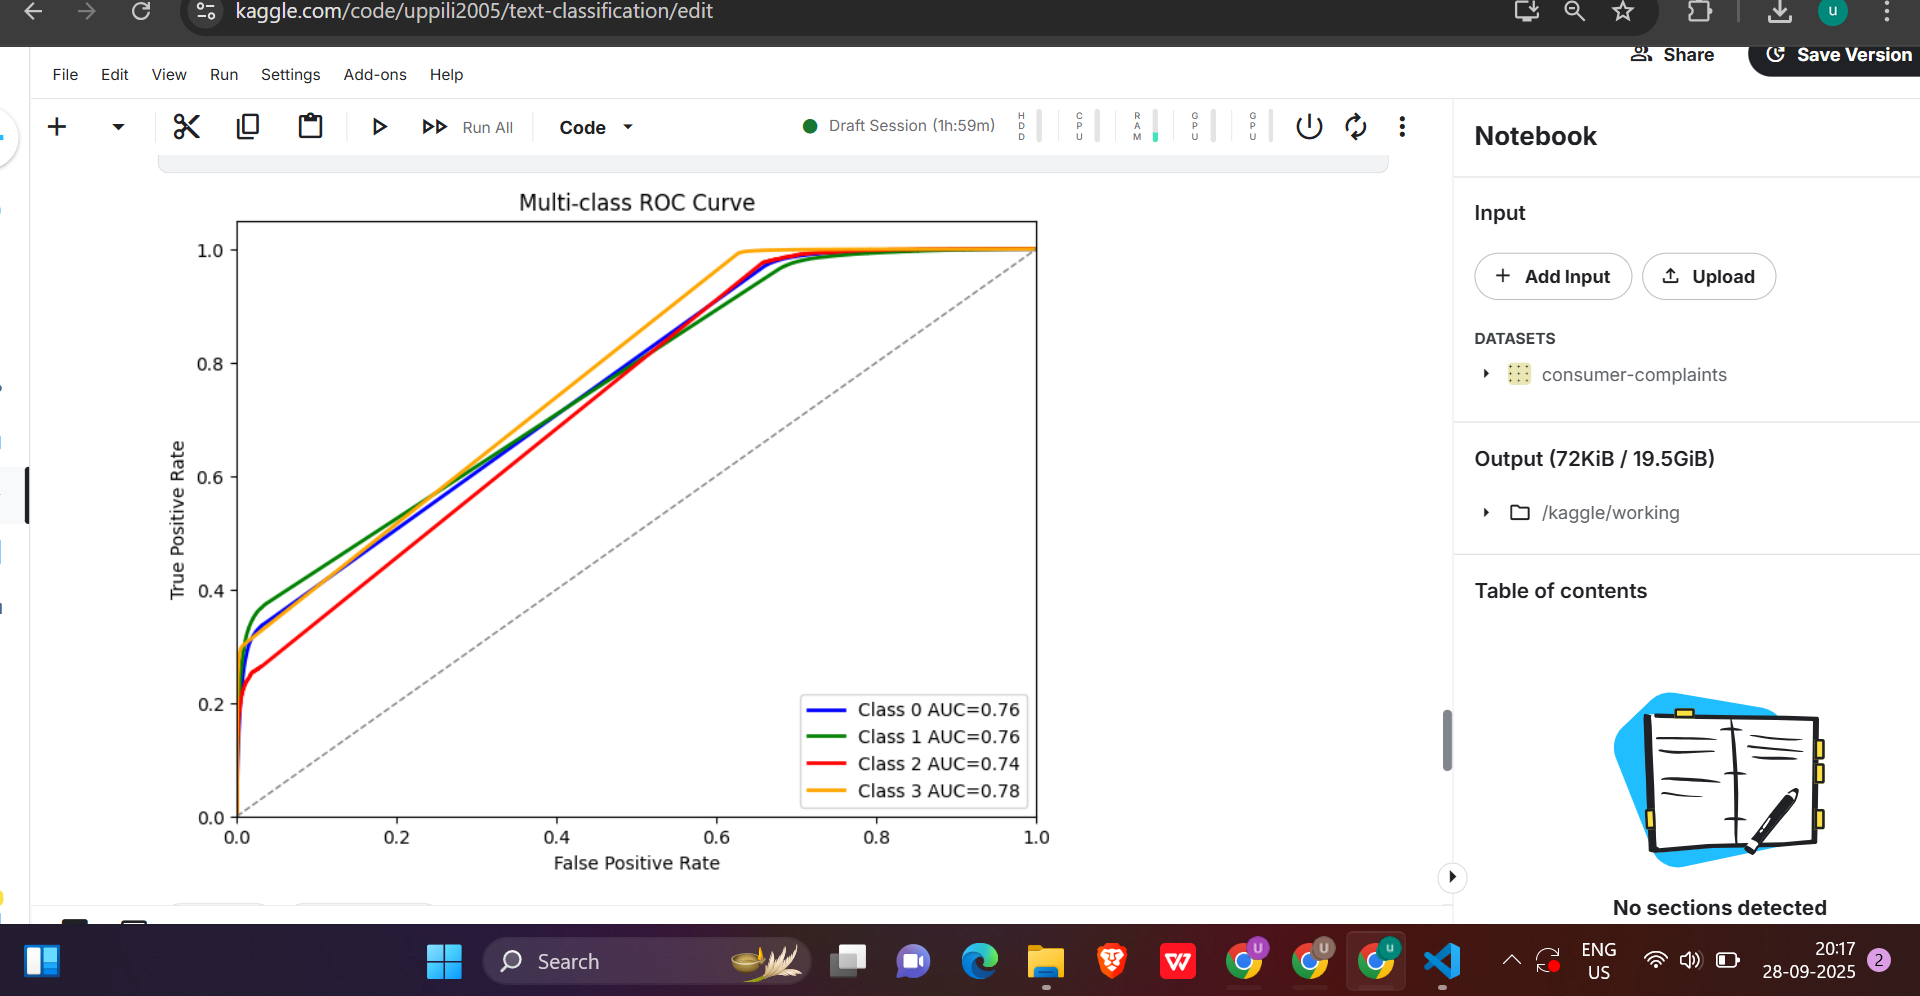 kaggle.com/code/uppili2005/text-classification/edit
u
File Edit View Run Settings Add-ons Help
Share
Save Version
Run All
Code
Draft Session (1h:59m)
HDD
CPU
RAM
GPU
GPU
Notebook
Multi-class ROC Curve
1.0
0.8
0.6
0.4
0.2
0.0
True Positive Rate
0.0 0.2 0.4 0.6 0.8 1.0
False Positive Rate
Class 0 AUC=0.76
Class 1 AUC=0.76
Class 2 AUC=0.74
Class 3 AUC=0.78
Input
Add Input
Upload
DATASETS
consumer-complaints
Output (72KiB / 19.5GiB)
/kaggle/working
Table of contents
No sections detected
Search
U
U
u
ENG
US
20:17
28-09-2025
2